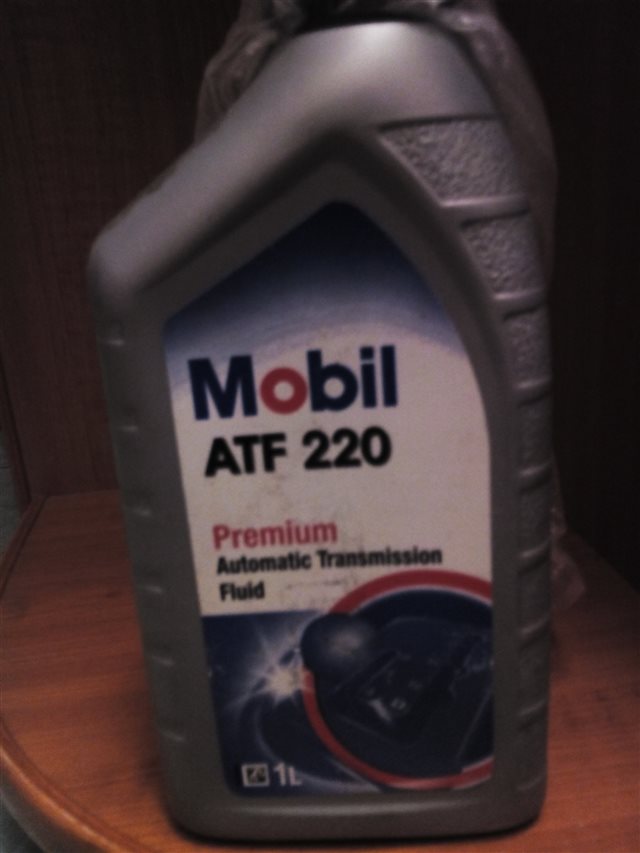 Mobil
ATF 220
Premium
Automatic Transmission
Fluid
1L